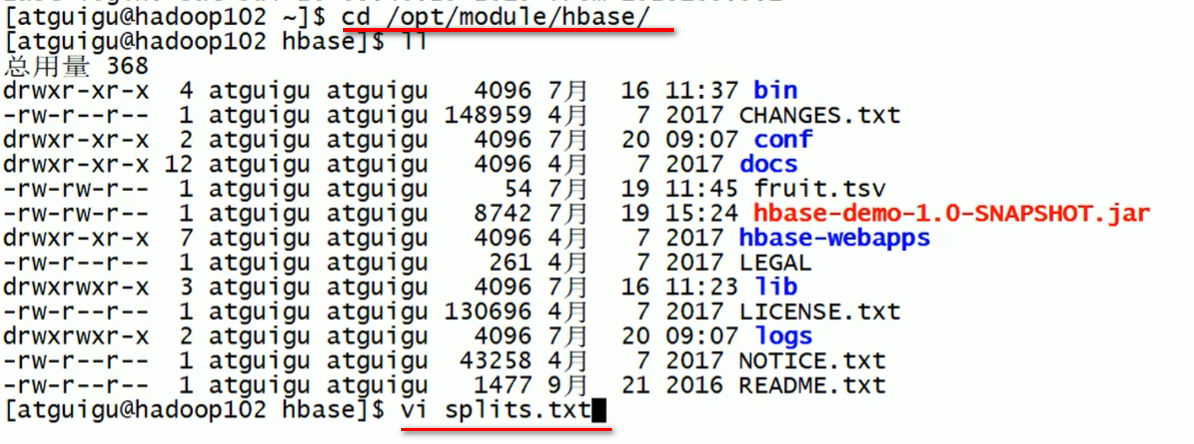 [atguigu@hadoop102 ~]$ cd /opt/module/hbase/
[atguigu@hadoop102 hbase]$ ll
总用量 368
drwxr-xr-x 4 atguigu atguigu 4096 7月 16 11:37 bin
-rw-r--r-- 1 atguigu atguigu 148959 4月 7 2017 CHANGES.txt
drwxr-xr-x 2 atguigu atguigu 4096 7月 20 09:07 conf
drwxr-xr-x 12 atguigu atguigu 4096 4月 7 2017 docs
-rw-rw-r-- 1 atguigu atguigu 54 7月 19 11:45 fruit.tsv
-rw-rw-r-- 1 atguigu atguigu 8742 7月 19 15:24 hbase-demo-1.0-SNAPSHOT.jar
drwxr-xr-x 7 atguigu atguigu 4096 4月 7 2017 hbase-webapps
-rw-r--r-- 1 atguigu atguigu 261 4月 7 2017 LEGAL
drwxrwxr-x 3 atguigu atguigu 4096 7月 16 11:23 lib
-rw-r--r-- 1 atguigu atguigu 130696 4月 7 2017 LICENSE.txt
drwxrwxr-x 2 atguigu atguigu 4096 7月 20 09:07 logs
-rw-r--r-- 1 atguigu atguigu 43258 4月 7 2017 NOTICE.txt
-rw-r--r-- 1 atguigu atguigu 1477 9月 21 2016 README.txt
[atguigu@hadoop102 hbase]$ vi splits.txt